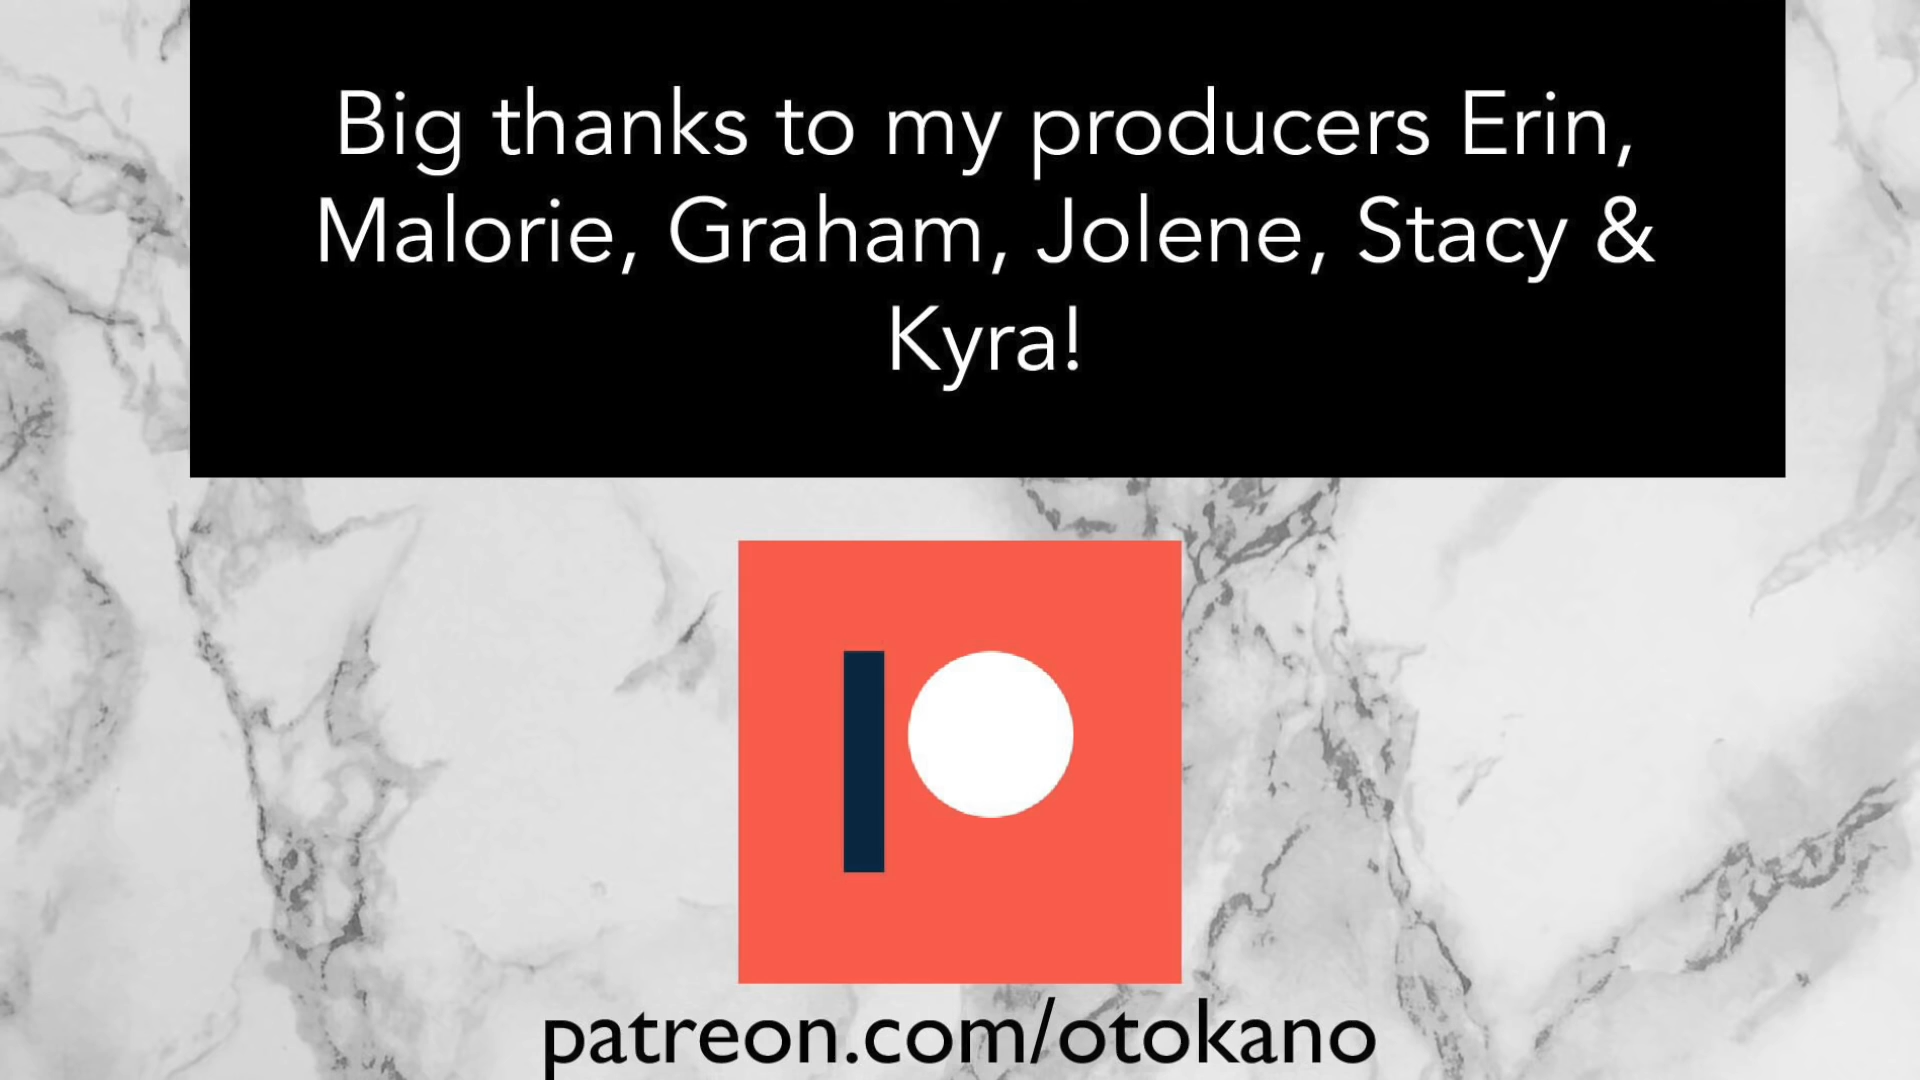 Big thanks to my producers Erin,
Malorie, Graham, Jolene, Stacy &
Kyra!
patreon.com/otokano